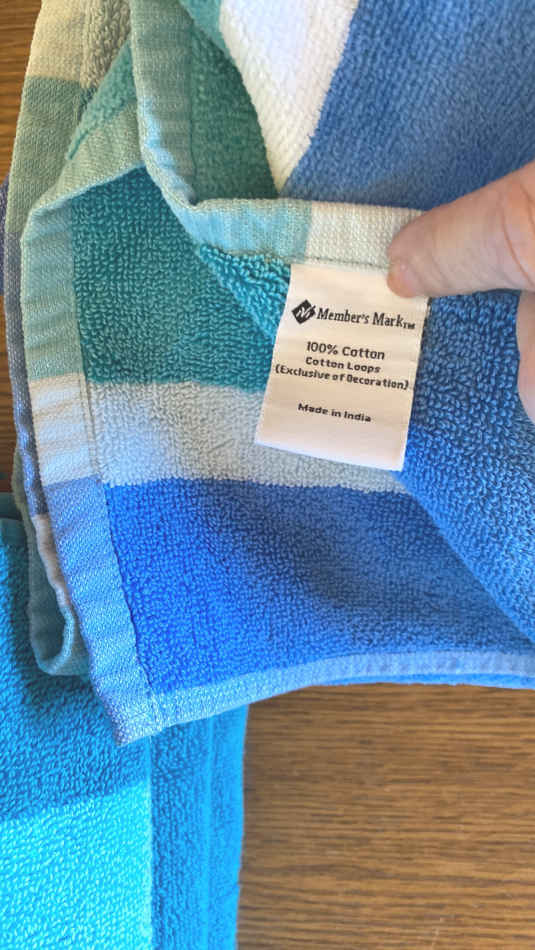 Member's Mark™
100% Cotton
Cotton Loops
(Exclusive of Decoration)
Made in India